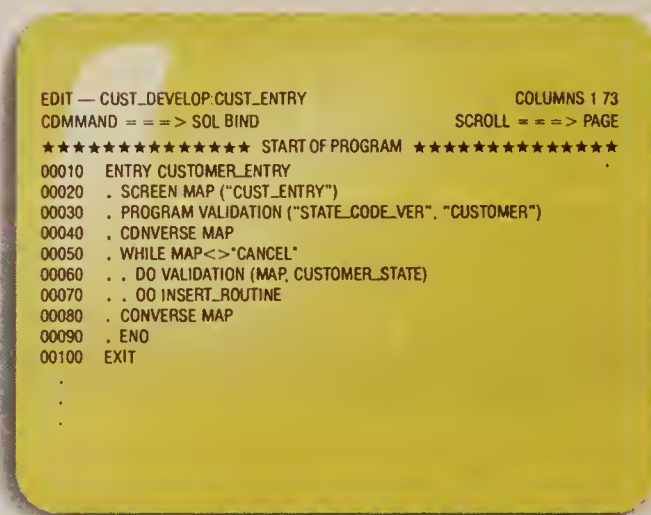 EDIT — CUST_DEVELOP:CUST_ENTRY COLUMNS 1 73
CDMMAND = = = > SOL BIND SCROLL = = = > PAGE
★★★★★★★★★★★★★★ START OF PROGRAM ★★★★★★★★★★★★★★
00010 ENTRY CUSTOMER_ENTRY
00020 . SCREEN MAP ("CUST_ENTRY")
00030 . PROGRAM VALIDATION ("STATE_CODE_VER", "CUSTOMER")
00040 . CDNVERSE MAP
00050 . WHILE MAP<>"CANCEL"
00060 . . DO VALIDATION (MAP, CUSTOMER_STATE)
00070 . . OO INSERT_ROUTINE
00080 . CONVERSE MAP
00090 . ENO
00100 EXIT
.
.
.